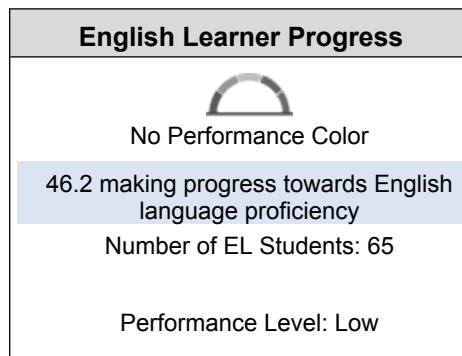 English Learner Progress
No Performance Color
46.2 making progress towards English
language proficiency
Number of EL Students: 65
Performance Level: Low